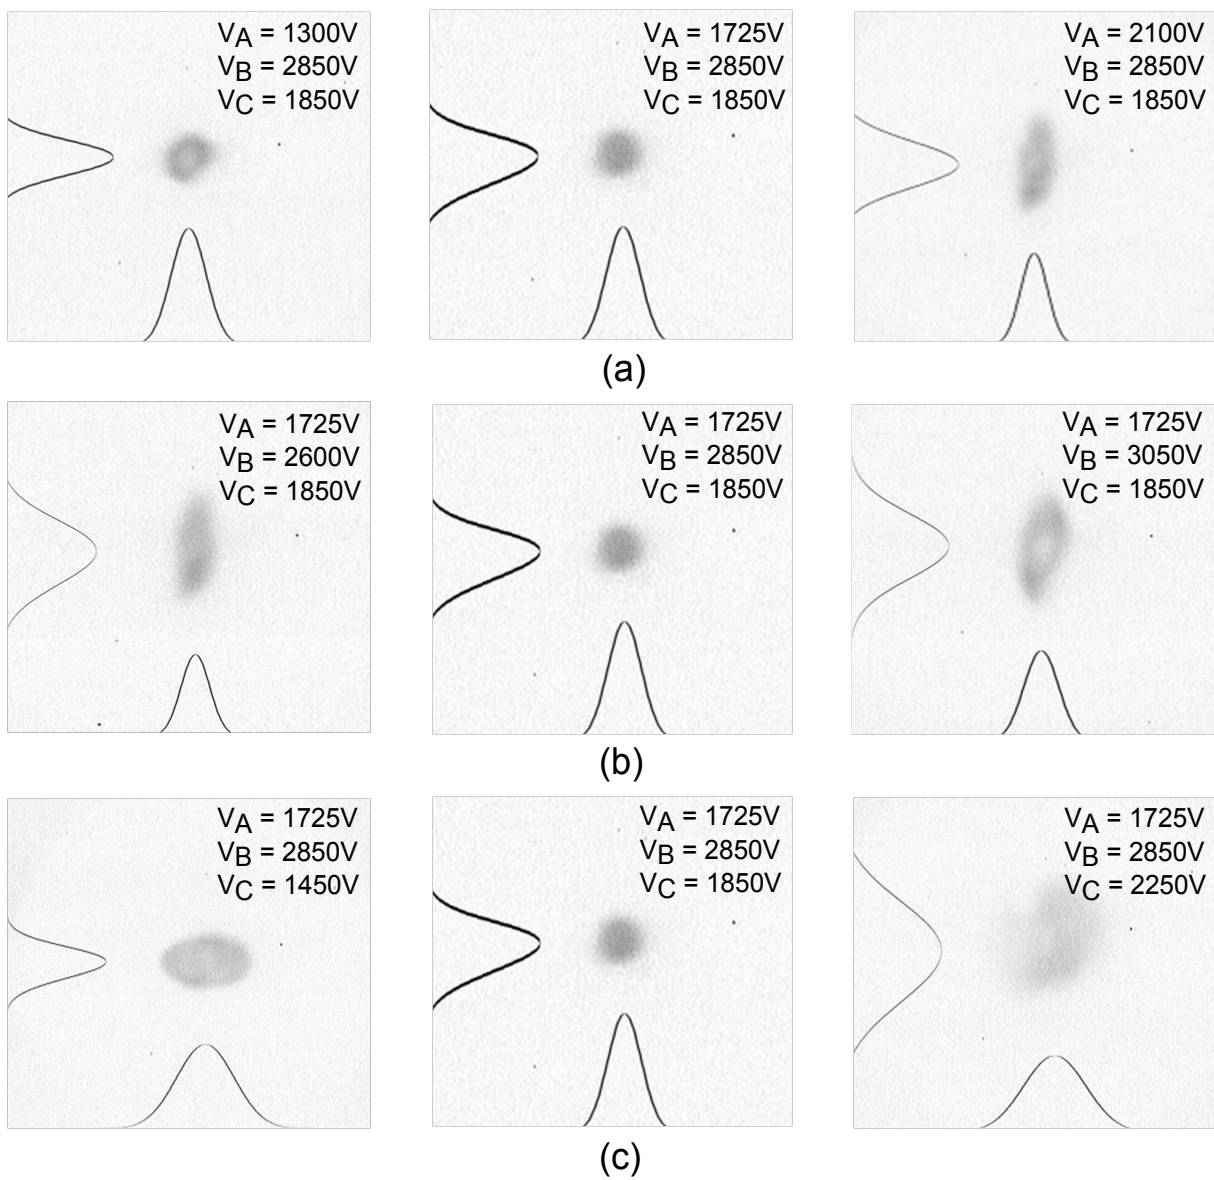 VA = 1300V
VB = 2850V
VC = 1850V
VA = 1725V
VB = 2850V
VC = 1850V
VA = 2100V
VB = 2850V
VC = 1850V
(a)
VA = 1725V
VB = 2600V
VC = 1850V
VA = 1725V
VB = 2850V
VC = 1850V
VA = 1725V
VB = 3050V
VC = 1850V
(b)
VA = 1725V
VB = 2850V
VC = 1450V
VA = 1725V
VB = 2850V
VC = 1850V
VA = 1725V
VB = 2850V
VC = 2250V
(c)